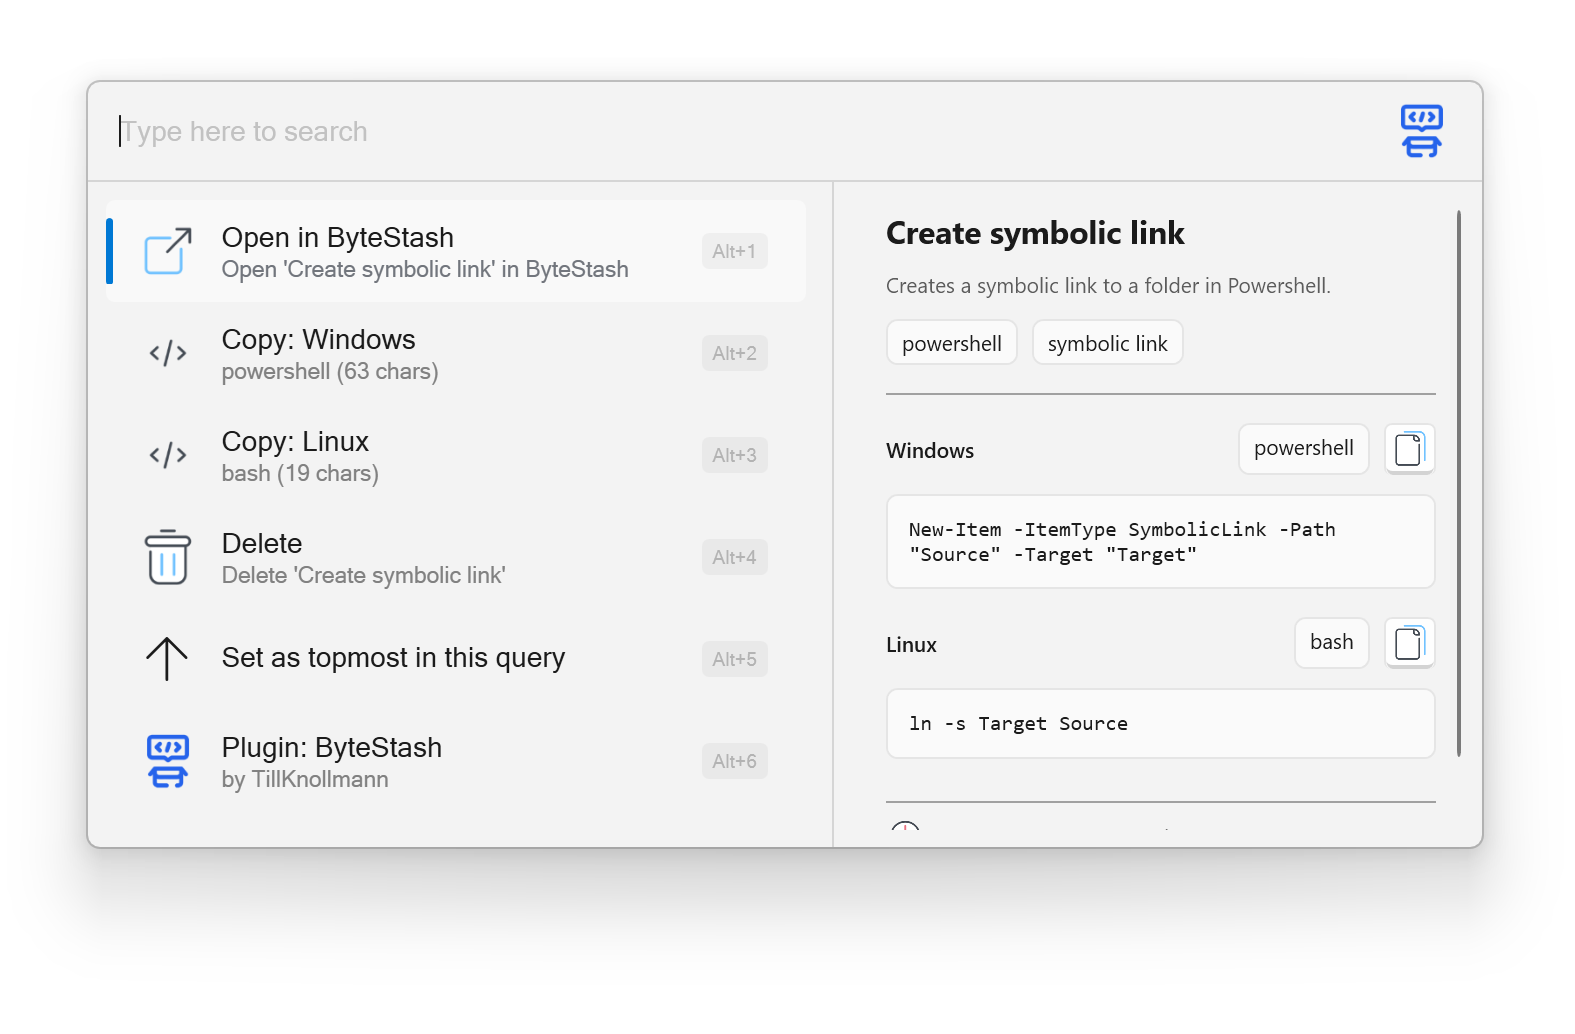 Type here to search
Open in ByteStash
Open 'Create symbolic link' in ByteStash
Alt+1
Copy: Windows
powershell (63 chars)
Alt+2
Copy: Linux
bash (19 chars)
Alt+3
Delete
Delete 'Create symbolic link'
Alt+4
Set as topmost in this query
Alt+5
Plugin: ByteStash
by TillKnollmann
Alt+6
Create symbolic link
Creates a symbolic link to a folder in Powershell.
powershell
symbolic link
Windows
powershell
New-Item -ItemType SymbolicLink -Path
"Source" -Target "Target"
Linux
bash
ln -s Target Source